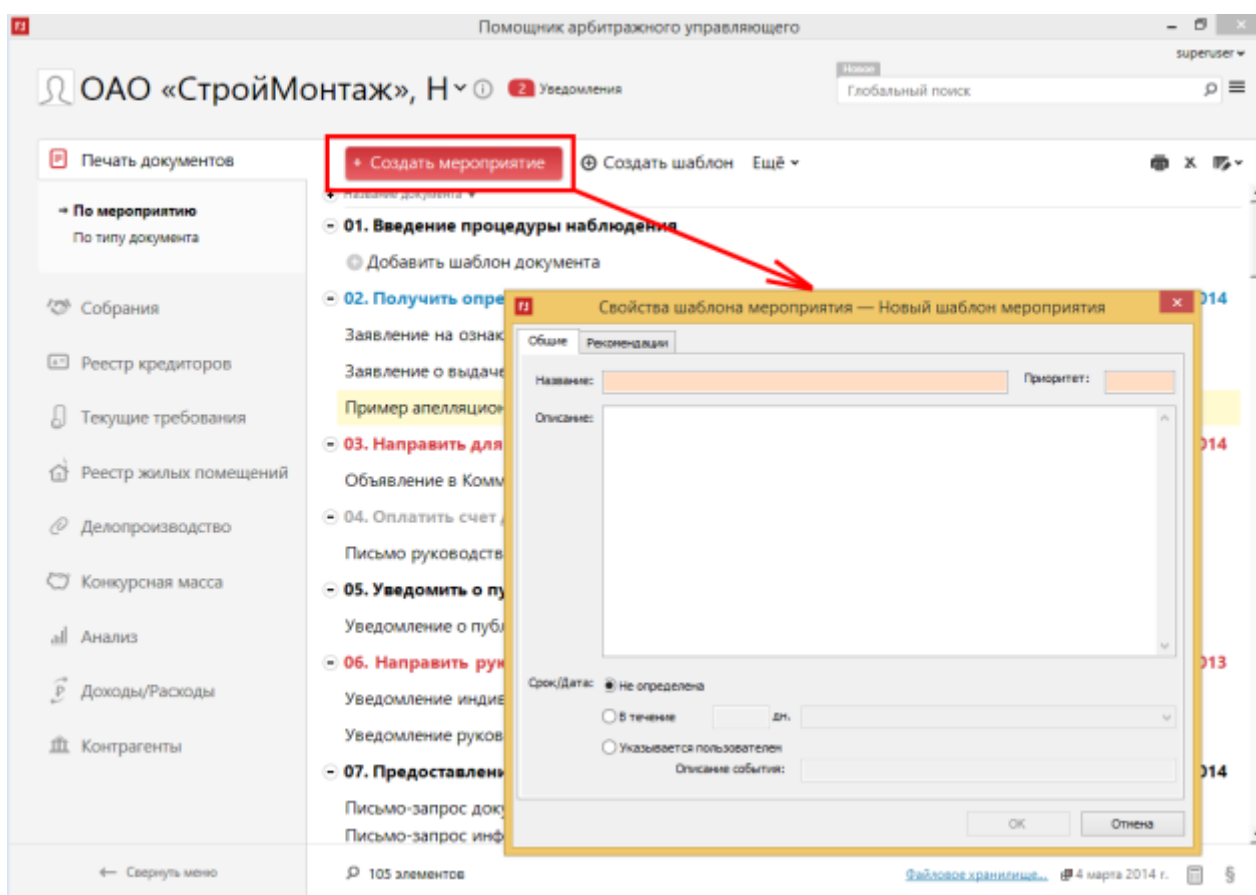 Помощник арбитражного управляющего
superuser
ОАО «СтройМонтаж», Н
2 Уведомления
Новое
Глобальный поиск
Печать документов
+ Создать мероприятие
Создать шаблон
Ещё
Название документа
→ По мероприятию
По типу документа
01. Введение процедуры наблюдения
Добавить шаблон документа
Собрания
02. Получить опре
014
Заявление на ознак
Реестр кредиторов
Заявление о выдаче
Текущие требования
Пример апелляцион
03. Направить для
014
Реестр жилых помещений
Объявление в Комм
Делопроизводство
04. Оплатить счет
Письмо руководств
Конкурсная масса
05. Уведомить о пу
Анализ
Уведомление о публ
06. Направить рук
013
Доходы/Расходы
Уведомление индив
Контрагенты
Уведомление руков
07. Предоставлени
014
Письмо-запрос док
Письмо-запрос инф
Свойства шаблона мероприятия — Новый шаблон мероприятия
Общие
Рекомендации
Название:
Приоритет:
Описание:
Срок/Дата:
Не определена
В течение
дн.
Указывается пользователем
Описание события:
OK
Отмена
← Свернуть меню
105 элементов
Файловое хранилище...
4 марта 2014 г.
§